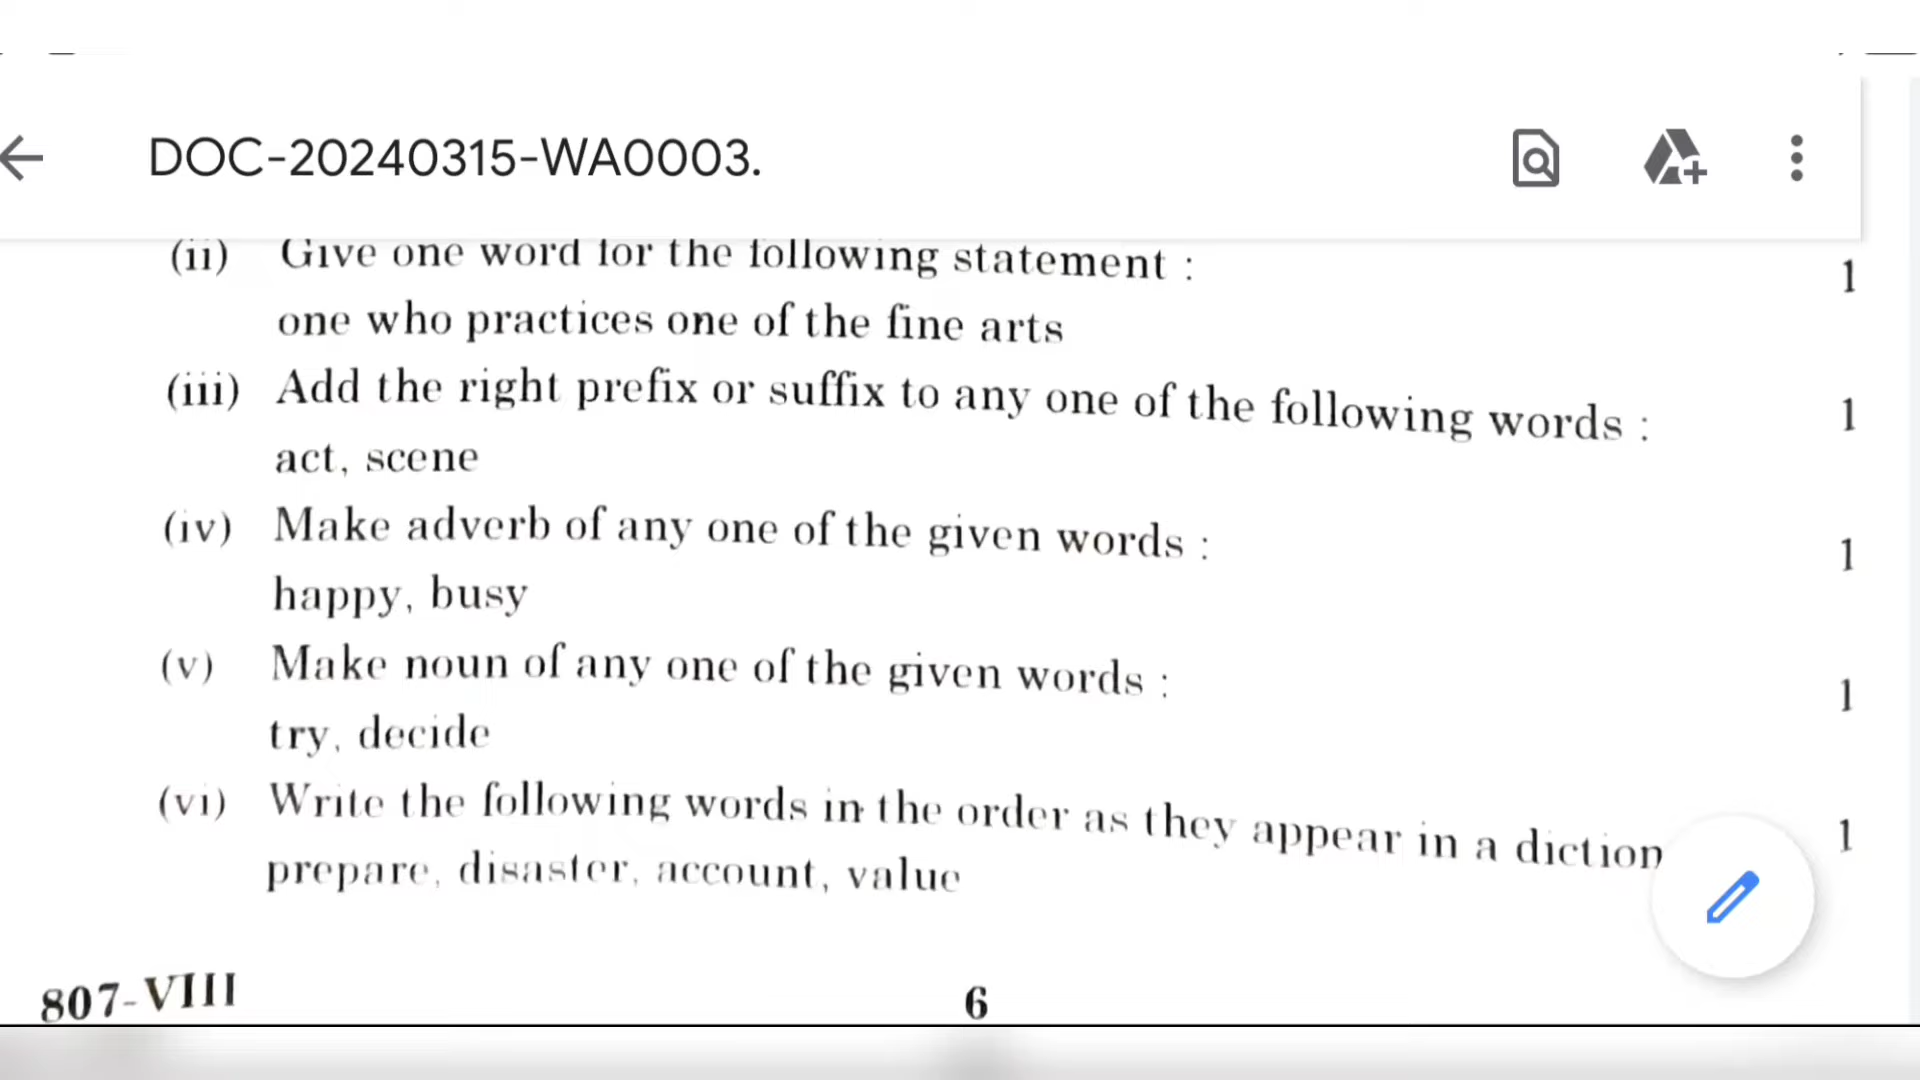 DOC-20240315-WA0003.
(ii) Give one word for the following statement : 1
one who practices one of the fine arts
(iii) Add the right prefix or suffix to any one of the following words : 1
act, scene
(iv) Make adverb of any one of the given words : 1
happy, busy
(v) Make noun of any one of the given words : 1
try, decide
(vi) Write the following words in the order as they appear in a diction 1
prepare, disaster, account, value
807-VIII 6